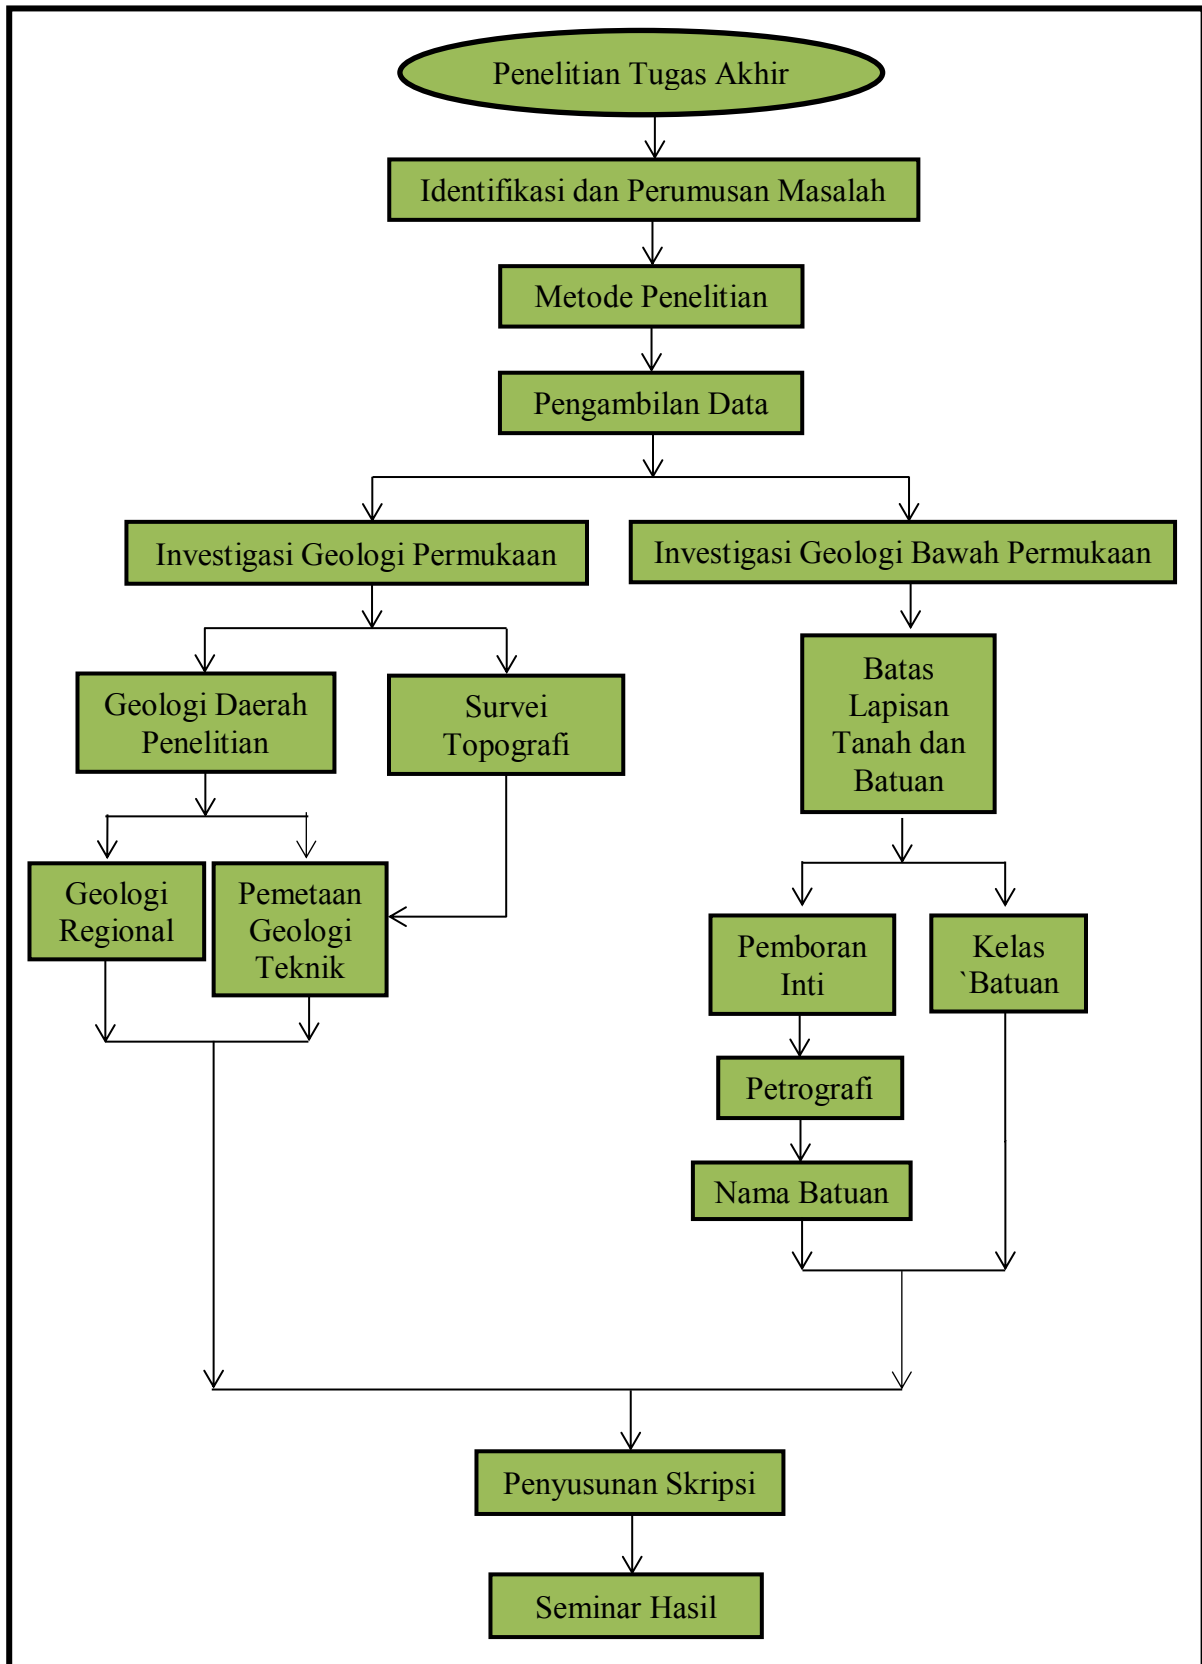 Penelitian Tugas Akhir
Identifikasi dan Perumusan Masalah
Metode Penelitian
Pengambilan Data
Investigasi Geologi Permukaan
Investigasi Geologi Bawah Permukaan
Geologi Daerah
Penelitian
Survei
Topografi
Batas
Lapisan
Tanah dan
Batuan
Geologi
Regional
Pemetaan
Geologi
Teknik
Pemboran
Inti
Kelas
`Batuan
Petrografi
Nama Batuan
Penyusunan Skripsi
Seminar Hasil